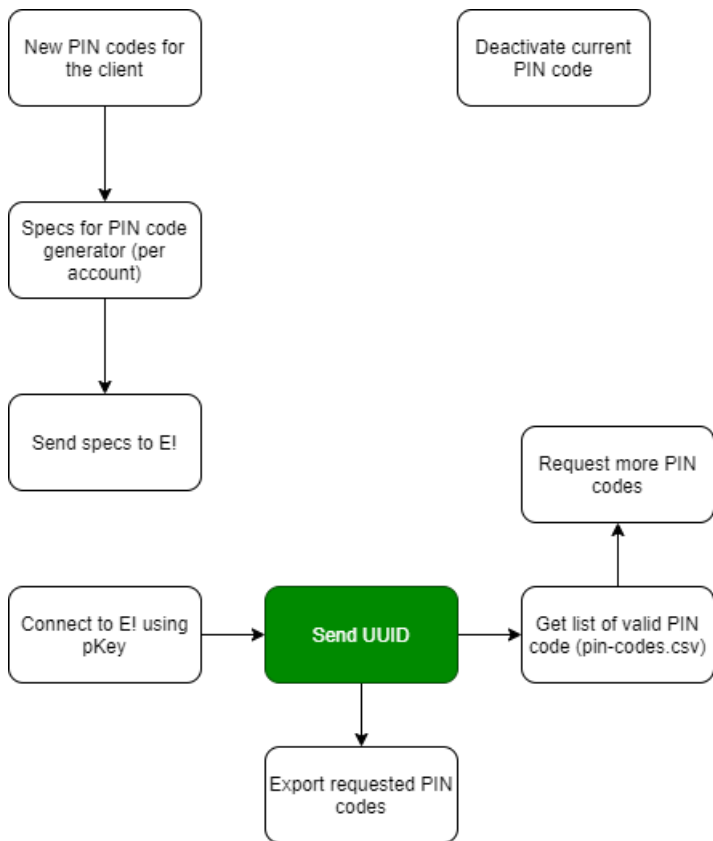 New PIN codes for
the client
Deactivate current
PIN code
Specs for PIN code
generator (per
account)
Send specs to E!
Request more PIN
codes
Connect to E! using
pKey
Send UUID
Get list of valid PIN
code (pin-codes.csv)
Export requested PIN
codes